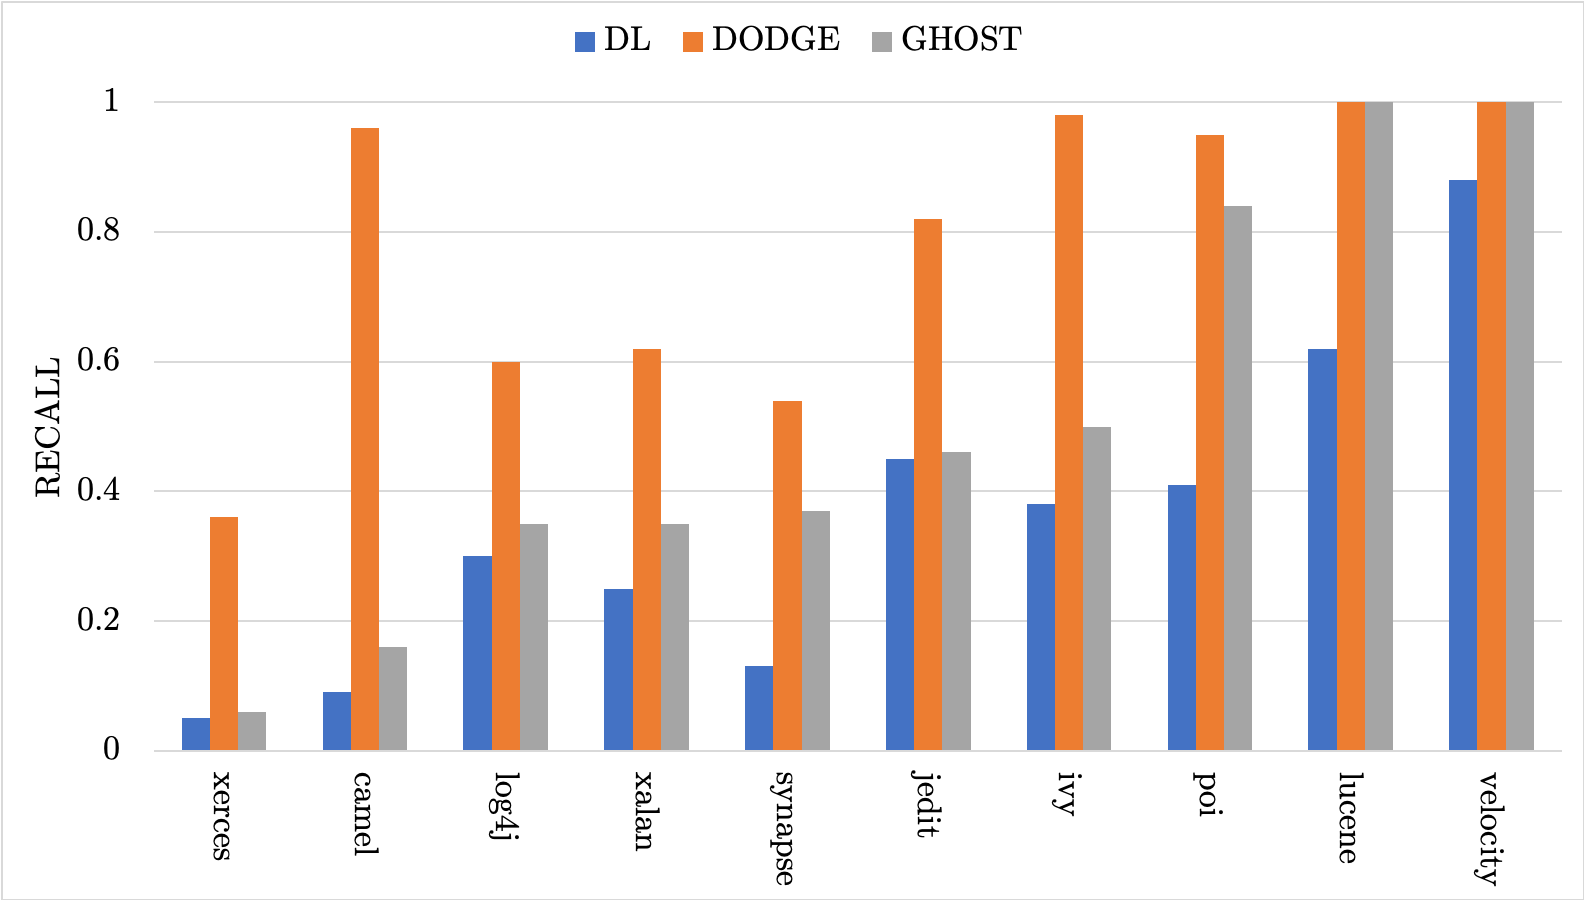 DL DODGE GHOST
1
0.8
0.6
0.4
0.2
0
RECALL
xerces
camel
log4j
xalan
synapse
jedit
ivy
poi
lucene
velocity